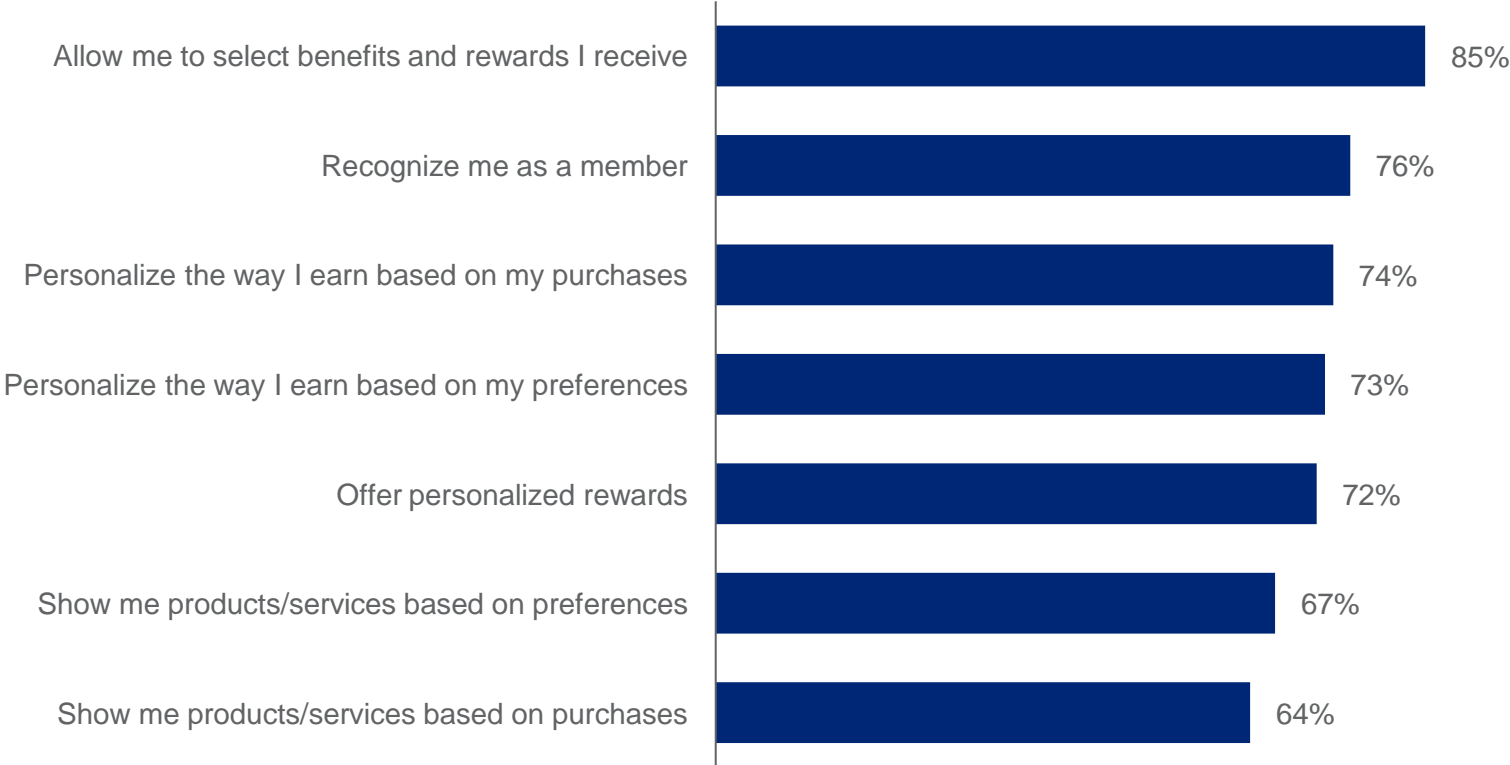 Allow me to select benefits and rewards I receive 85%
Recognize me as a member 76%
Personalize the way I earn based on my purchases 74%
Personalize the way I earn based on my preferences 73%
Offer personalized rewards 72%
Show me products/services based on preferences 67%
Show me products/services based on purchases 64%